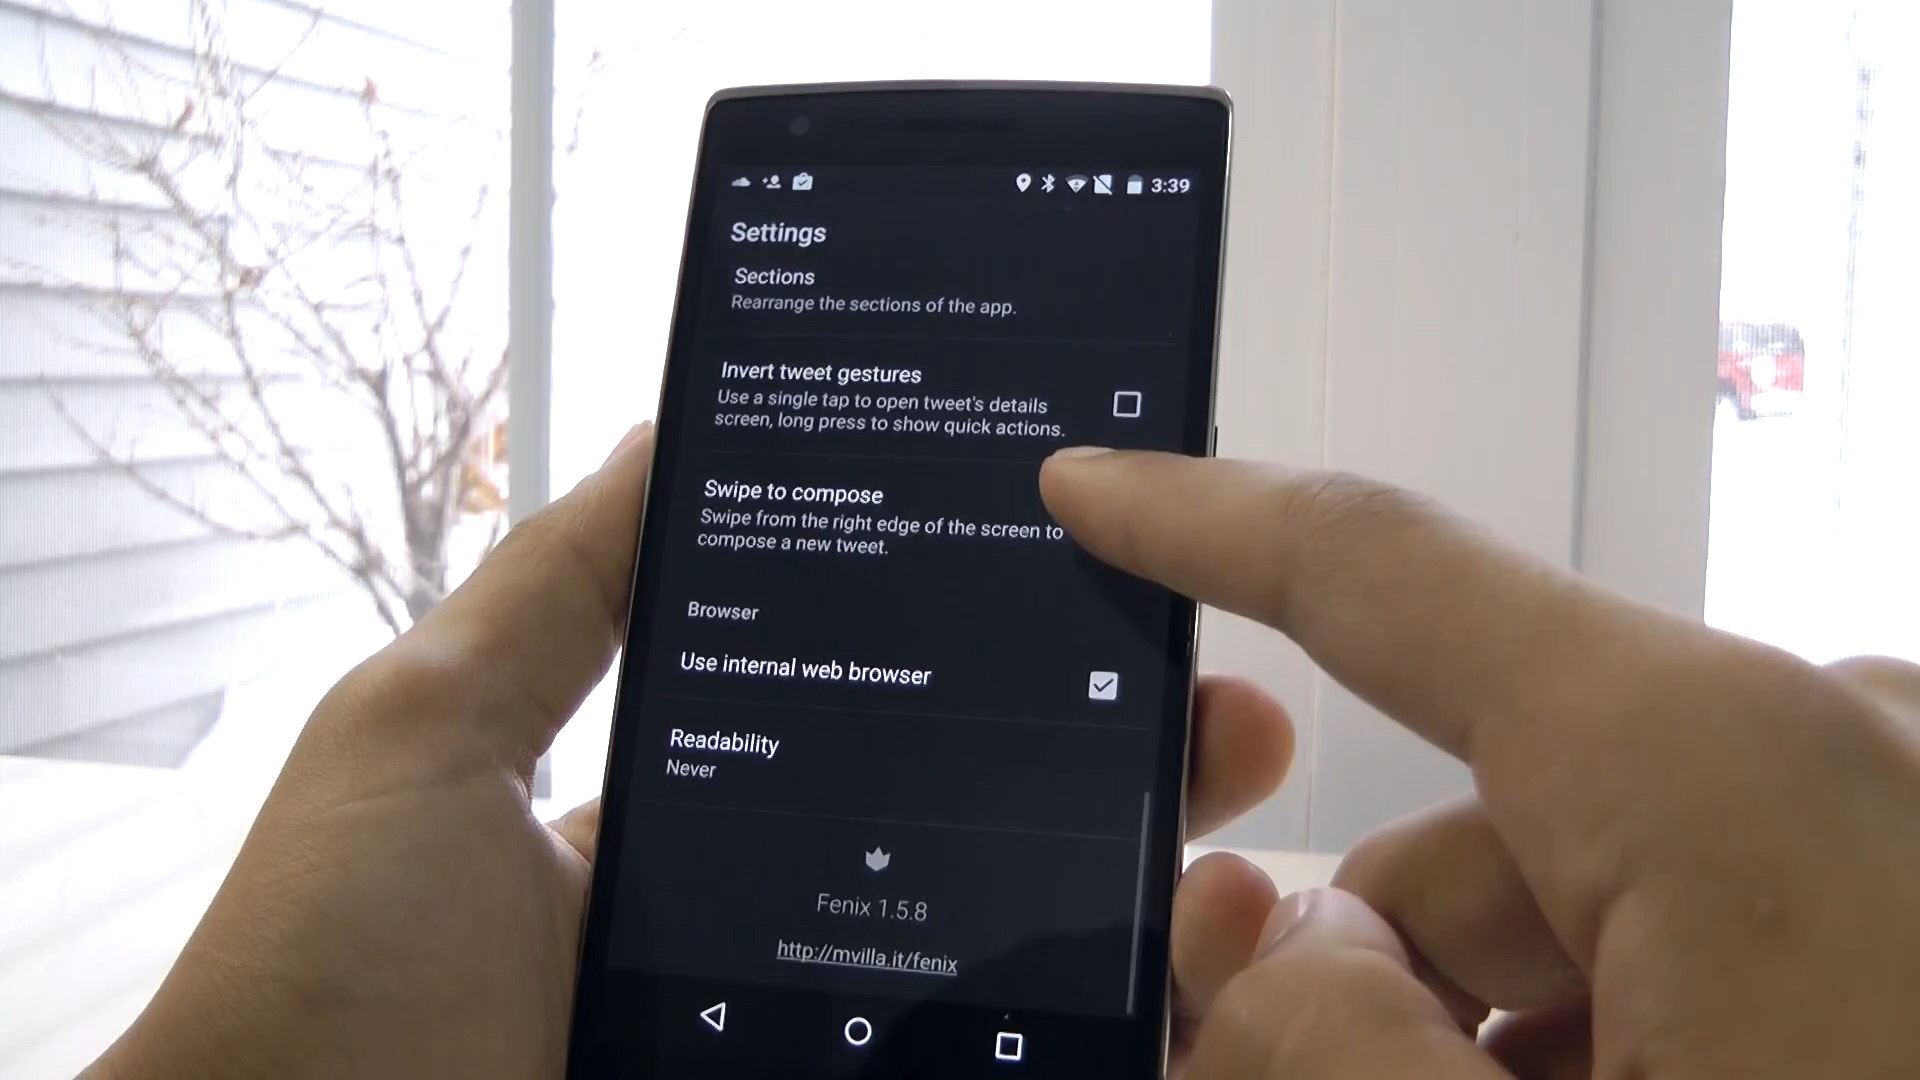 3:39
Settings
Sections
Rearrange the sections of the app.
Invert tweet gestures
Use a single tap to open tweet's details
screen, long press to show quick actions.
Swipe to compose
Swipe from the right edge of the screen to
compose a new tweet.
Browser
Use internal web browser
Readability
Never
Fenix 1.5.8
http://mvilla.it/fenix